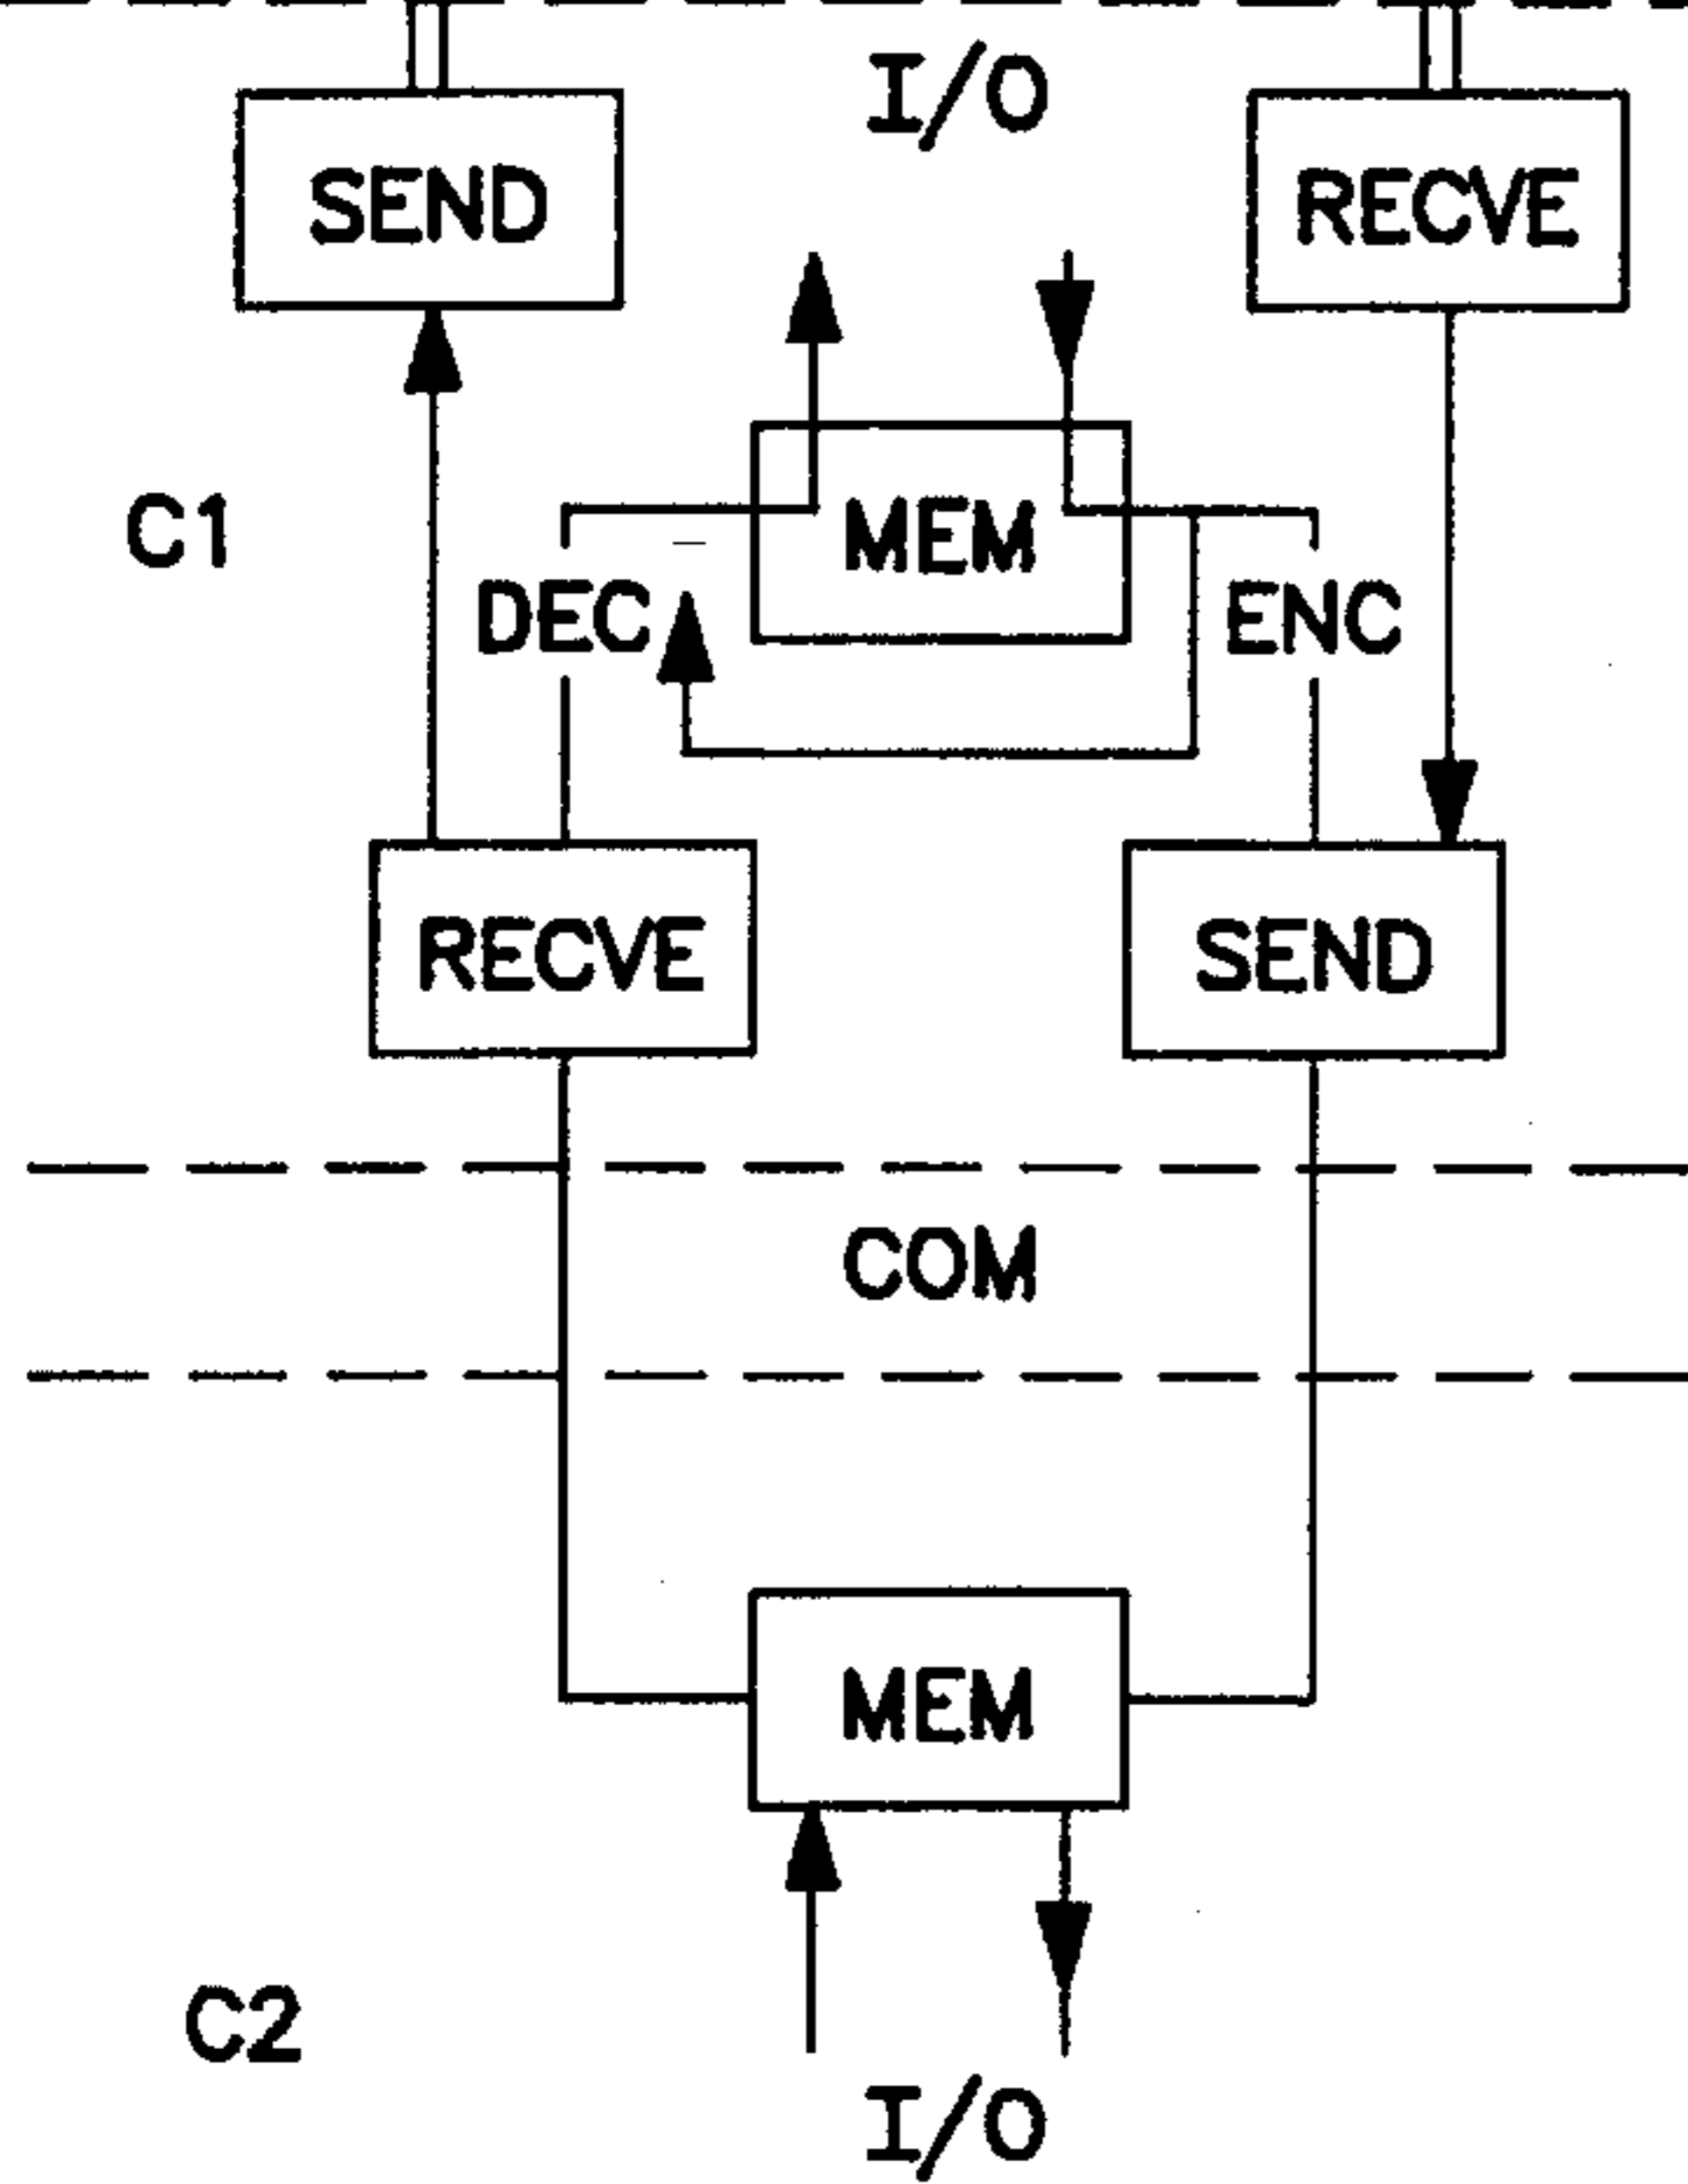 I/O
SEND
RECVE
C1
MEM
DEC
ENC
RECVE
SEND
COM
MEM
C2
I/O